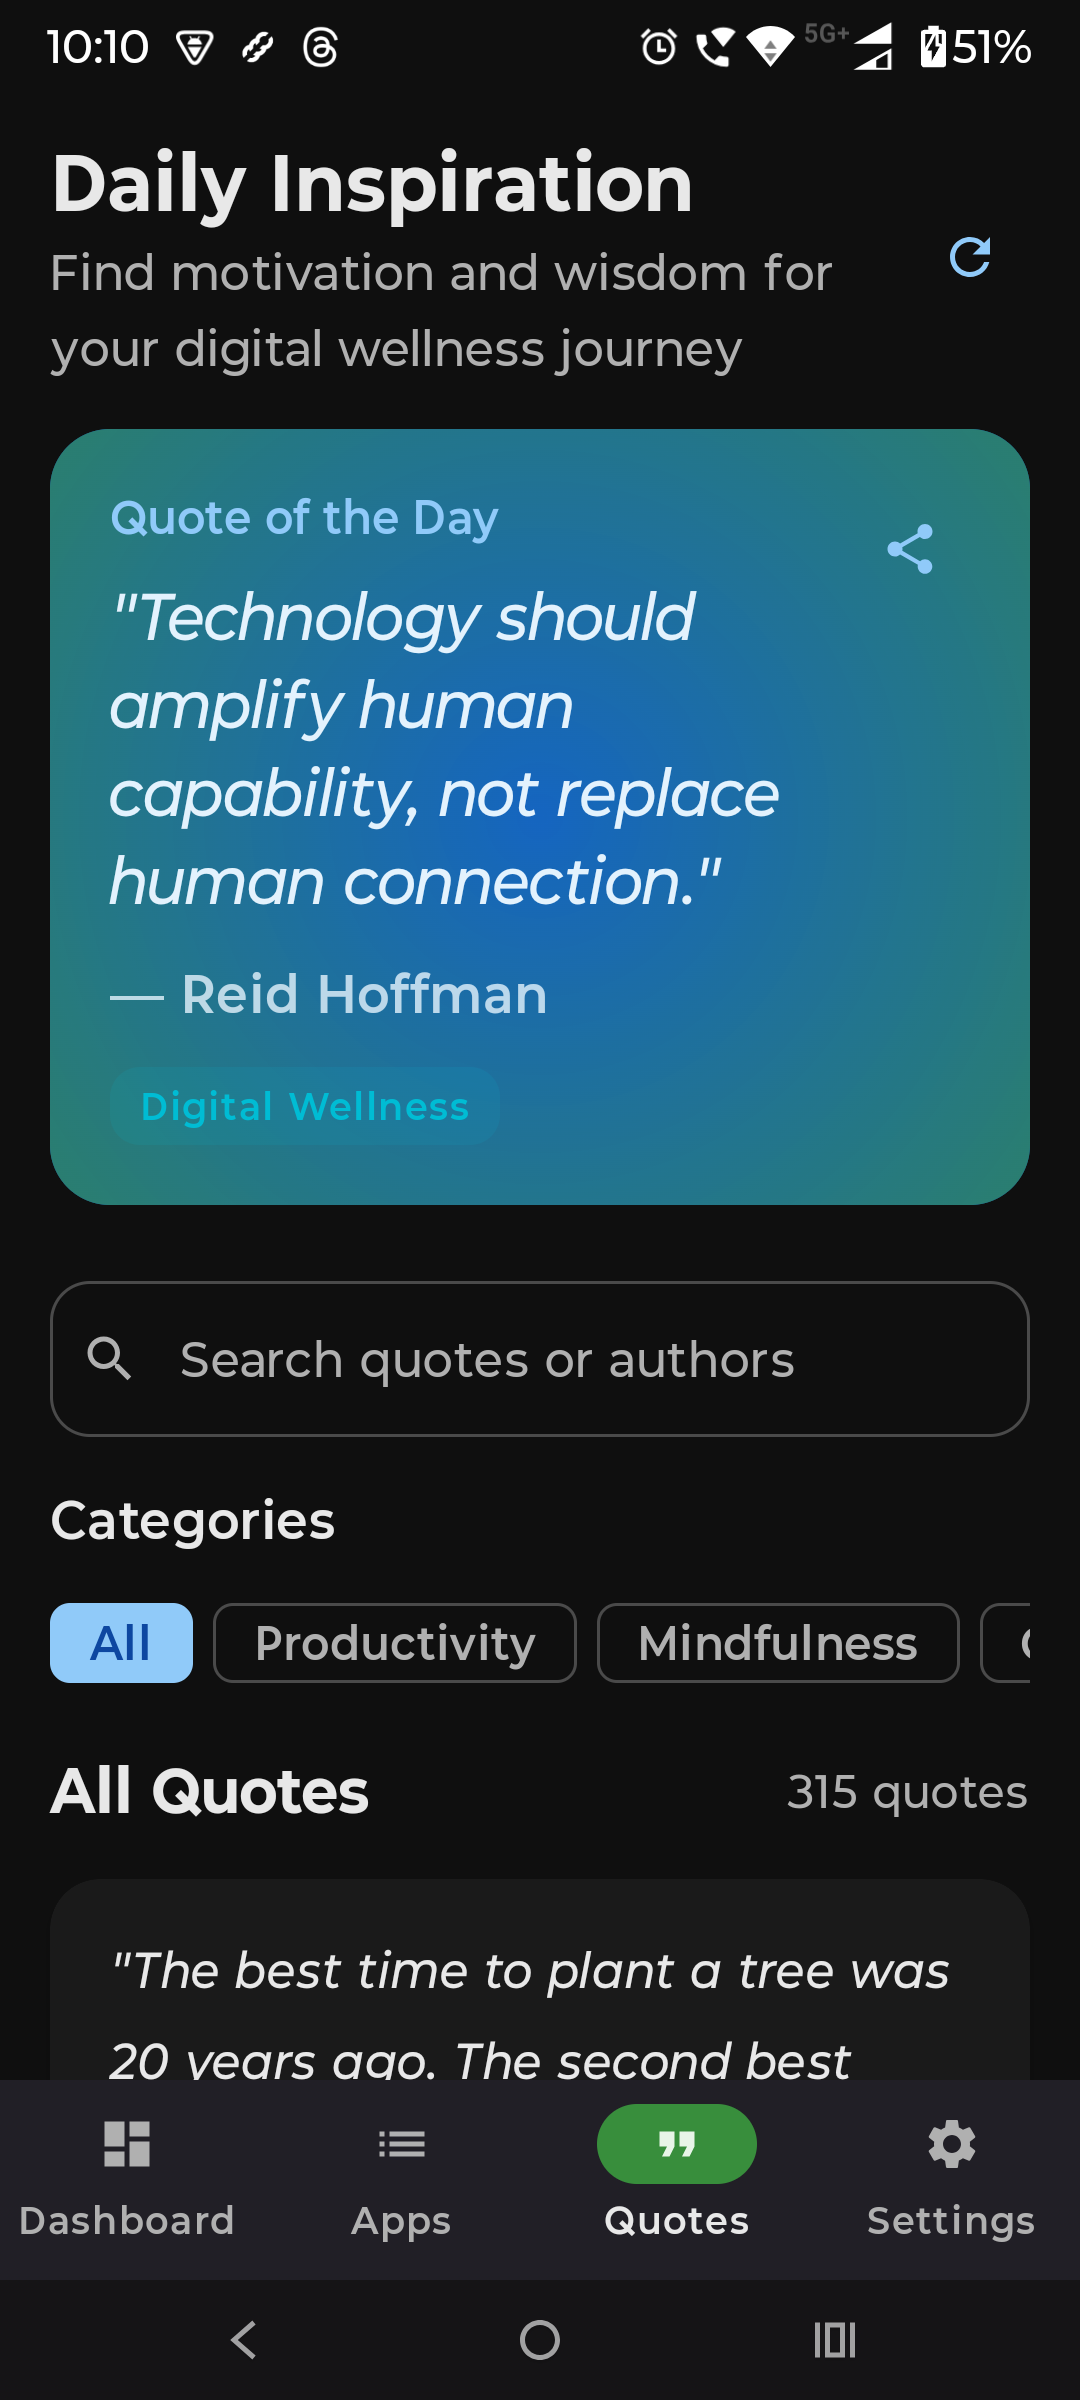 10:10
5G+
51%
Daily Inspiration
Find motivation and wisdom for
your digital wellness journey
Quote of the Day
"Technology should
amplify human
capability, not replace
human connection."
— Reid Hoffman
Digital Wellness
Search quotes or authors
Categories
All
Productivity
Mindfulness
All Quotes
315 quotes
"The best time to plant a tree was
20 years ago. The second best
Dashboard
Apps
Quotes
Settings